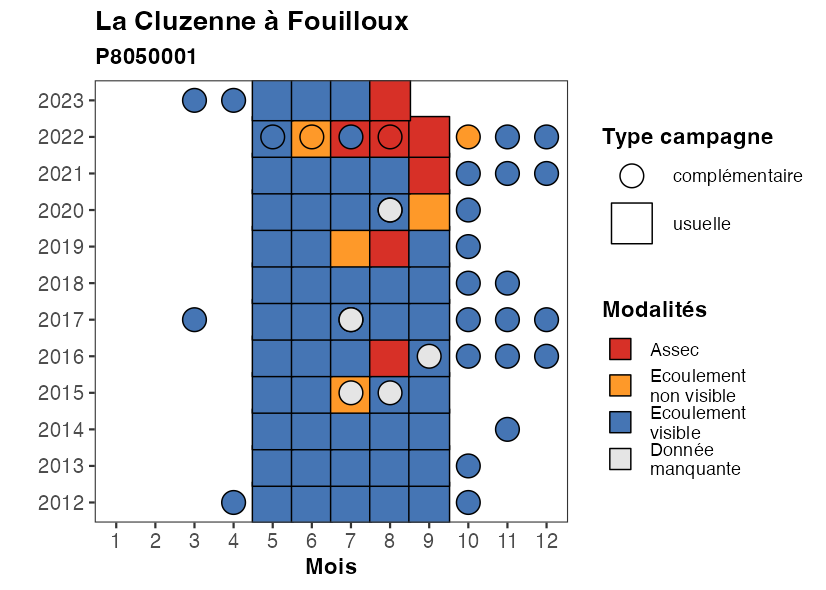 La Cluzenne à Fouilloux
P8050001
2023
2022
2021
2020
2019
2018
2017
2016
2015
2014
2013
2012
1 2 3 4 5 6 7 8 9 10 11 12
Mois
Type campagne
complémentaire
usuelle
Modalités
Assec
Ecoulement
non visible
Ecoulement
visible
Donnée
manquante